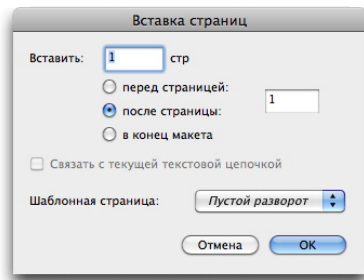 Вставка страниц
Вставить: 1 стр
перед страницей:
после страницы: 1
в конец макета
Связать с текущей текстовой цепочкой
Шаблонная страница: Пустой разворот
Отмена OK